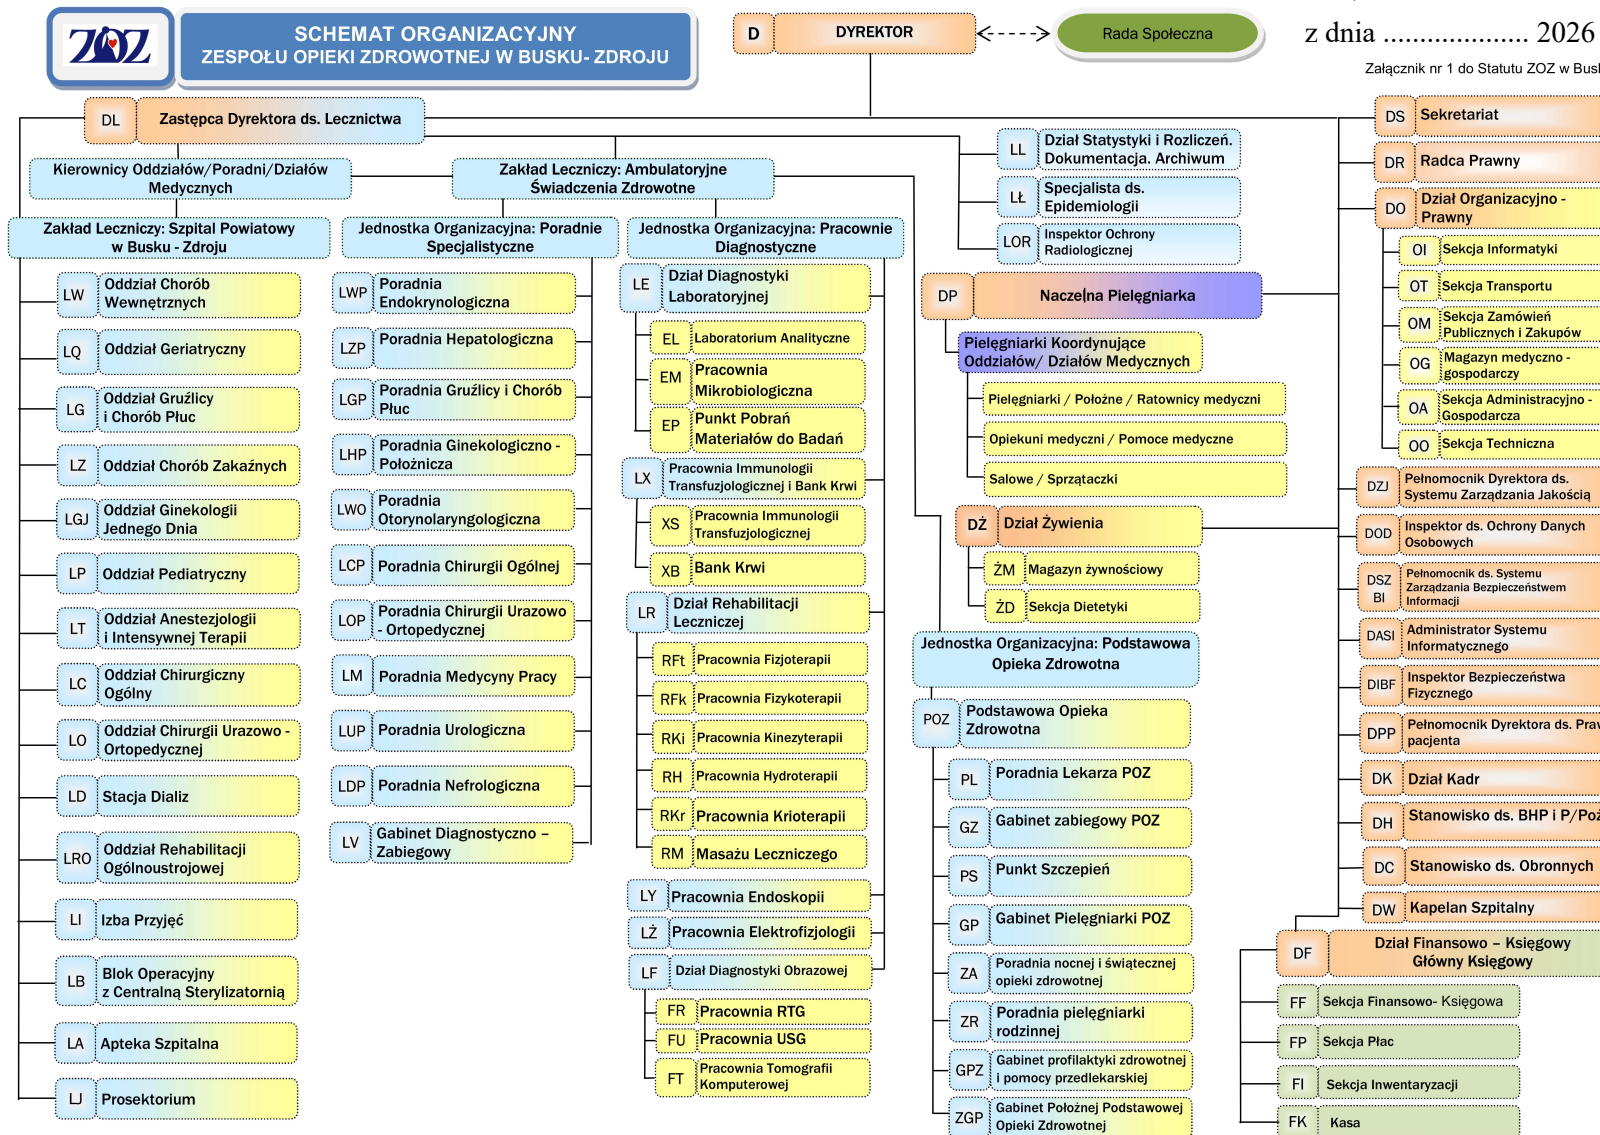 ZOZ
SCHEMAT ORGANIZACYJNY
ZESPOŁU OPIEKI ZDROWOTNEJ W BUSKU- ZDROJU
D
DYREKTOR
Rada Społeczna
z dnia .................... 2026
Załącznik nr 1 do Statutu ZOZ w Busk
DL
Zastępca Dyrektora ds. Lecznictwa
Kierownicy Oddziałów/Poradni/Działów
Medycznych
Zakład Leczniczy: Ambulatoryjne
Świadczenia Zdrowotne
Zakład Leczniczy: Szpital Powiatowy
w Busku - Zdroju
LW
Oddział Chorób
Wewnętrznych
LQ
Oddział Geriatryczny
LG
Oddział Gruźlicy
i Chorób Płuc
LZ
Oddział Chorób Zakaźnych
LGJ
Oddział Ginekologii
Jednego Dnia
LP
Oddział Pediatryczny
LT
Oddział Anestezjologii
i Intensywnej Terapii
LC
Oddział Chirurgiczny
Ogólny
LO
Oddział Chirurgii Urazowo -
Ortopedycznej
LD
Stacja Dializ
LRO
Oddział Rehabilitacji
Ogólnoustrojowej
LI
Izba Przyjęć
LB
Blok Operacyjny
z Centralną Sterylizatornią
LA
Apteka Szpitalna
LJ
Prosektorium
Jednostka Organizacyjna: Poradnie
Specjalistyczne
LWP
Poradnia
Endokrynologiczna
LZP
Poradnia Hepatologiczna
LGP
Poradnia Gruźlicy i Chorób
Płuc
LHP
Poradnia Ginekologiczno -
Położnicza
LWO
Poradnia
Otorynolaryngologiczna
LCP
Poradnia Chirurgii Ogólnej
LOP
Poradnia Chirurgii Urazowo
- Ortopedycznej
LM
Poradnia Medycyny Pracy
LUP
Poradnia Urologiczna
LDP
Poradnia Nefrologiczna
LV
Gabinet Diagnostyczno –
Zabiegowy
Jednostka Organizacyjna: Pracownie
Diagnostyczne
LE
Dział Diagnostyki
Laboratoryjnej
EL
Laboratorium Analityczne
EM
Pracownia
Mikrobiologiczna
EP
Punkt Pobrań
Materiałów do Badań
LX
Pracownia Immunologii
Transfuzjologicznej i Bank Krwi
XS
Pracownia Immunologii
Transfuzjologicznej
XB
Bank Krwi
LR
Dział Rehabilitacji
Leczniczej
RFt
Pracownia Fizjoterapii
RFk
Pracownia Fizykoterapii
RKi
Pracownia Kinezyterapii
RH
Pracownia Hydroterapii
RKr
Pracownia Krioterapii
RM
Masażu Leczniczego
LY
Pracownia Endoskopii
LŻ
Pracownia Elektrofizjologii
LF
Dział Diagnostyki Obrazowej
FR
Pracownia RTG
FU
Pracownia USG
FT
Pracownia Tomografii
Komputerowej
LL
Dział Statystyki i Rozliczeń.
Dokumentacja. Archiwum
LŁ
Specjalista ds.
Epidemiologii
LOR
Inspektor Ochrony
Radiologicznej
DP
Naczelna Pielęgniarka
Pielęgniarki Koordynujące
Oddziałów/ Działów Medycznych
Pielęgniarki / Położne / Ratownicy medyczni
Opiekuni medyczni / Pomoce medyczne
Salowe / Sprzątaczki
DŻ
Dział Żywienia
ŻM
Magazyn żywnościowy
ŻD
Sekcja Dietetyki
Jednostka Organizacyjna: Podstawowa
Opieka Zdrowotna
POZ
Podstawowa Opieka
Zdrowotna
PL
Poradnia Lekarza POZ
GZ
Gabinet zabiegowy POZ
PS
Punkt Szczepień
GP
Gabinet Pielęgniarki POZ
ZA
Poradnia nocnej i świątecznej
opieki zdrowotnej
ZR
Poradnia pielęgniarki
rodzinnej
GPZ
Gabinet profilaktyki zdrowotnej
i pomocy przedlekarskiej
ZGP
Gabinet Położnej Podstawowej
Opieki Zdrowotnej
DS
Sekretariat
DR
Radca Prawny
DO
Dział Organizacyjno -
Prawny
OI
Sekcja Informatyki
OT
Sekcja Transportu
OM
Sekcja Zamówień
Publicznych i Zakupów
OG
Magazyn medyczno -
gospodarczy
OA
Sekcja Administracyjno -
Gospodarcza
OO
Sekcja Techniczna
DZJ
Pełnomocnik Dyrektora ds.
Systemu Zarządzania Jakością
DOD
Inspektor ds. Ochrony Danych
Osobowych
DSZ
BI
Pełnomocnik ds. Systemu
Zarządzania Bezpieczeństwem
Informacji
DASI
Administrator Systemu
Informatycznego
DIBF
Inspektor Bezpieczeństwa
Fizycznego
DPP
Pełnomocnik Dyrektora ds. Praw
pacjenta
DK
Dział Kadr
DH
Stanowisko ds. BHP i P/Poż
DC
Stanowisko ds. Obronnych
DW
Kapelan Szpitalny
DF
Dział Finansowo – Księgowy
Główny Księgowy
FF
Sekcja Finansowo- Księgowa
FP
Sekcja Płac
FI
Sekcja Inwentaryzacji
FK
Kasa